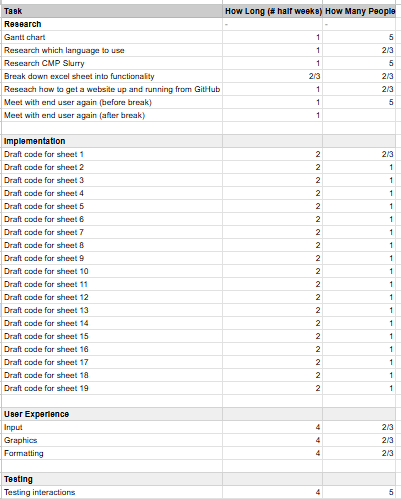 Task How Long (# half weeks) How Many People
Research - -
Gantt chart 1 5
Research which language to use 1 2/3
Research CMP Slurry 1 5
Break down excel sheet into functionality 2/3 2/3
Reseach how to get a website up and running from GitHub 1 2/3
Meet with end user again (before break) 1 5
Meet with end user again (after break) 1
Implementation
Draft code for sheet 1 2 2/3
Draft code for sheet 2 2 1
Draft code for sheet 3 2 1
Draft code for sheet 4 2 1
Draft code for sheet 5 2 1
Draft code for sheet 6 2 1
Draft code for sheet 7 2 1
Draft code for sheet 8 2 1
Draft code for sheet 9 2 1
Draft code for sheet 10 2 1
Draft code for sheet 11 2 1
Draft code for sheet 12 2 1
Draft code for sheet 13 2 1
Draft code for sheet 14 2 1
Draft code for sheet 15 2 1
Draft code for sheet 16 2 1
Draft code for sheet 17 2 1
Draft code for sheet 18 2 1
Draft code for sheet 19 2 1
User Experience
Input 4 2/3
Graphics 4 2/3
Formatting 4 2/3
Testing
Testing interactions 4 5